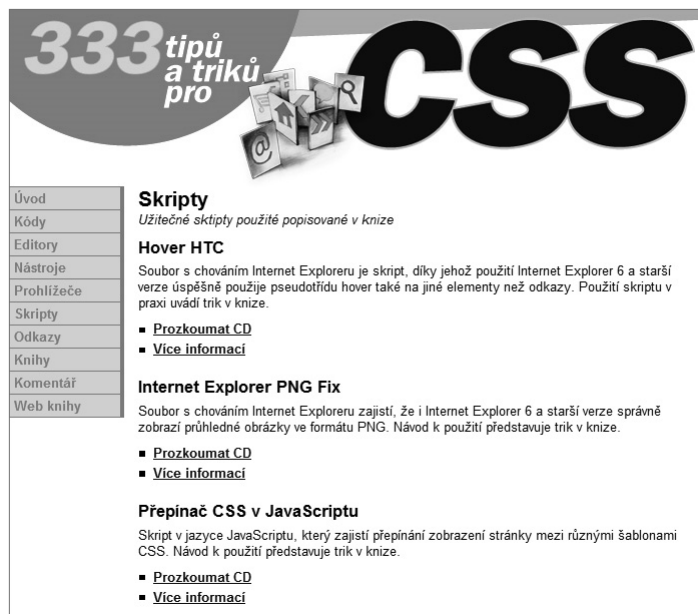 333 tipů
a triků
pro
CSS
Úvod
Kódy
Editory
Nástroje
Prohlížeče
Skripty
Odkazy
Knihy
Komentář
Web knihy
Skripty
Užitečné sktipty použité popisované v knize
Hover HTC
Soubor s chováním Internet Exploreru je skript, díky jehož použití Internet Explorer 6 a starší
verze úspěšně použije pseudotřídu hover také na jiné elementy než odkazy. Použití skriptu v
praxi uvádí trik v knize.
Prozkoumat CD
Více informací
Internet Explorer PNG Fix
Soubor s chováním Internet Exploreru zajistí, že i Internet Explorer 6 a starší verze správně
zobrazí průhledné obrázky ve formátu PNG. Návod k použití představuje trik v knize.
Prozkoumat CD
Více informací
Přepínač CSS v JavaScriptu
Skript v jazyce JavaScriptu, který zajistí přepínání zobrazení stránky mezi různými šablonami
CSS. Návod k použití představuje trik v knize.
Prozkoumat CD
Více informací